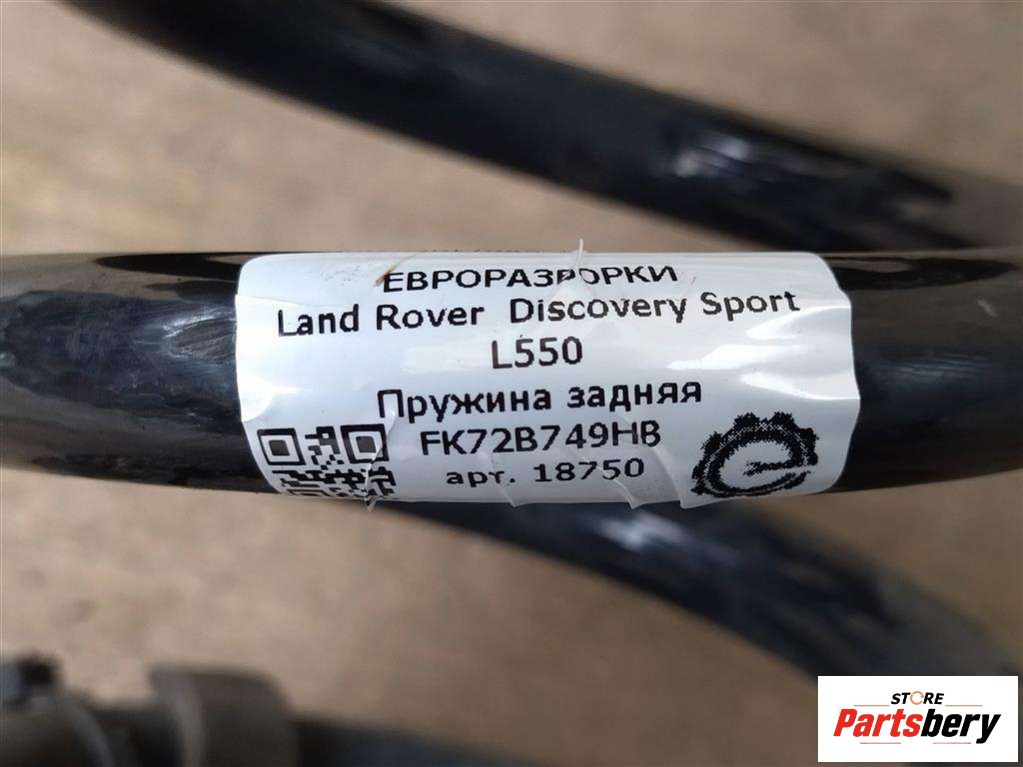 ЕВРОРАЗБОРКИ
Land Rover Discovery Sport
L550
Пружина задняя
FK72B749HB
арт. 18750
STORE
Partsbery